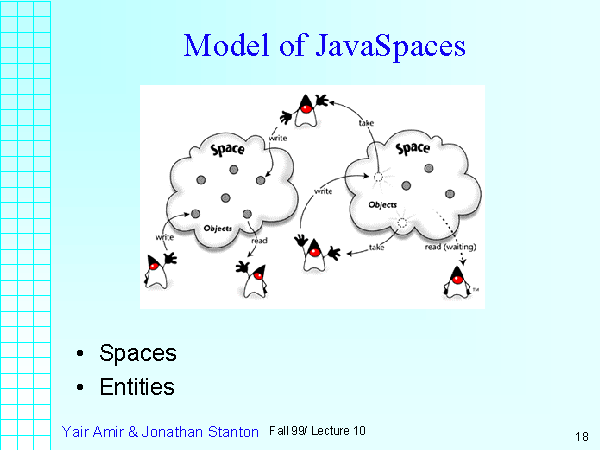 Model of JavaSpaces
take
write
Space
Space
write
Objects
Objects
write
read
take
read (waiting)
TM
• Spaces
• Entities
Yair Amir & Jonathan Stanton Fall 99/ Lecture 10
18